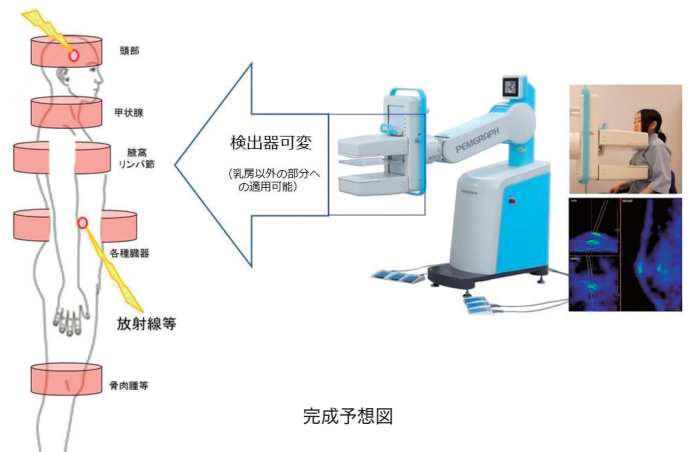 頭部
甲状腺
腋窩
リンパ節
各種臓器
放射線等
骨肉腫等
検出器可変
(乳房以外の部分へ
の適用可能)
PEMGRAPH
完成予想図